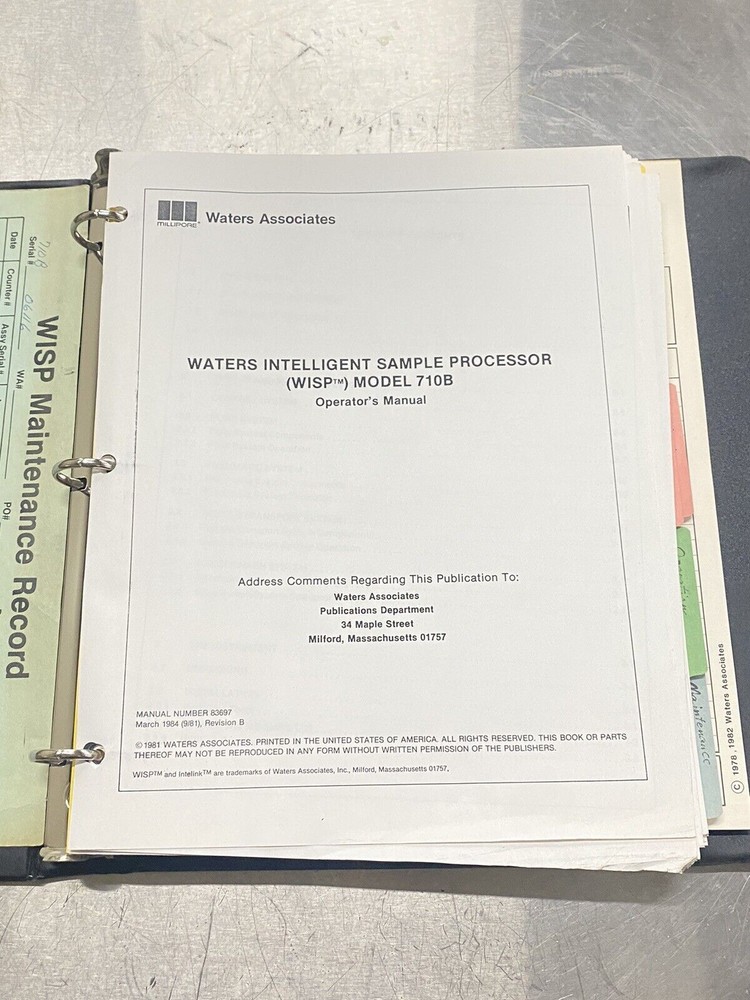 MILLIPORE
Waters Associates
WATERS INTELLIGENT SAMPLE PROCESSOR
(WISP™) MODEL 710B
Operator's Manual
Address Comments Regarding This Publication To:
Waters Associates
Publications Department
34 Maple Street
Milford, Massachusetts 01757
MANUAL NUMBER 83697
March 1984 (9/81), Revision B
©1981 WATERS ASSOCIATES. PRINTED IN THE UNITED STATES OF AMERICA. ALL RIGHTS RESERVED. THIS BOOK OR PARTS
THEREOF MAY NOT BE REPRODUCED IN ANY FORM WITHOUT WRITTEN PERMISSION OF THE PUBLISHERS.
WISP™ and Intelink™ are trademarks of Waters Associates, Inc., Milford, Massachusetts 01757.
WISP Maintenance Record
710B
Serial # 06116
WA#
PO#
Date
Counter #
Assy Serial #
Operation
Maintenance
© 1978, 1982 Waters Associates